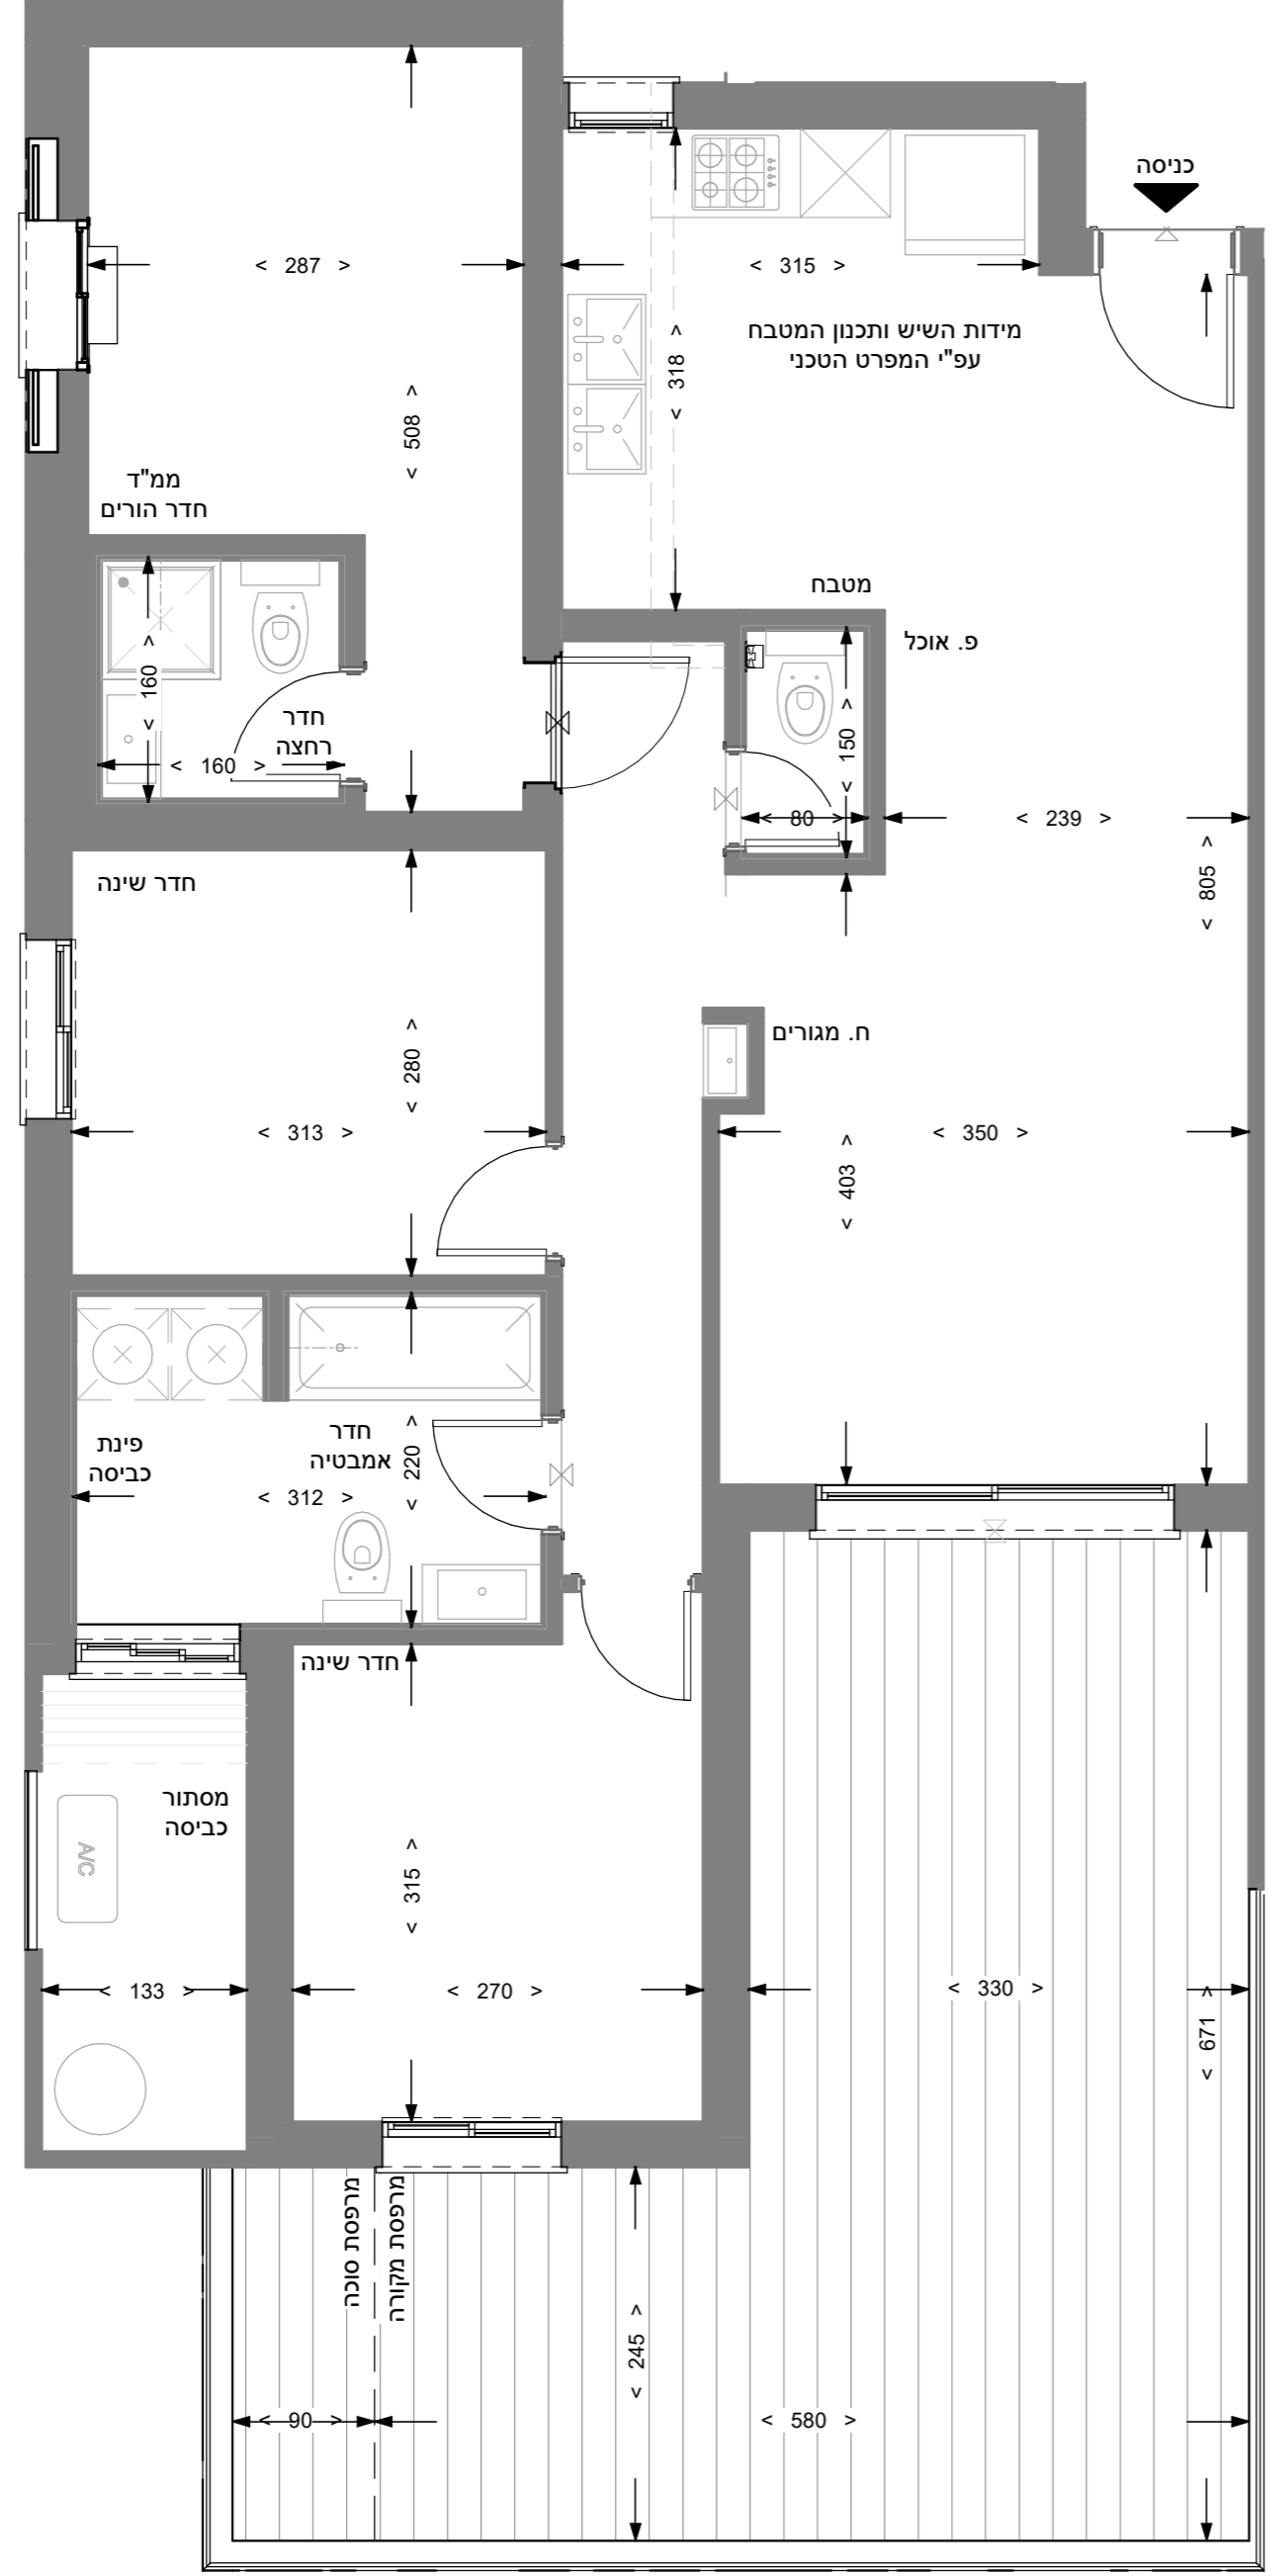 כניסה
< 287 >
< 315 >
מידות השיש ותכנון המטבח
עפ"י המפרט הטכני
< 318 >
< 508 >
ממ"ד
חדר הורים
מטבח
פ. אוכל
< 160 >
חדר
רחצה
< 160 >
< 150 >
< 80 >
< 239 >
< 805 >
חדר שינה
ח. מגורים
< 280 >
< 313 >
< 350 >
< 403 >
חדר
אמבטיה
פינת
כביסה
< 220 >
< 312 >
חדר שינה
מסתור
כביסה
A/C
< 315 >
< 133 >
< 270 >
< 330 >
< 671 >
מרפסת סוכה
מרפסת מקורה
< 245 >
< 90 >
< 580 >